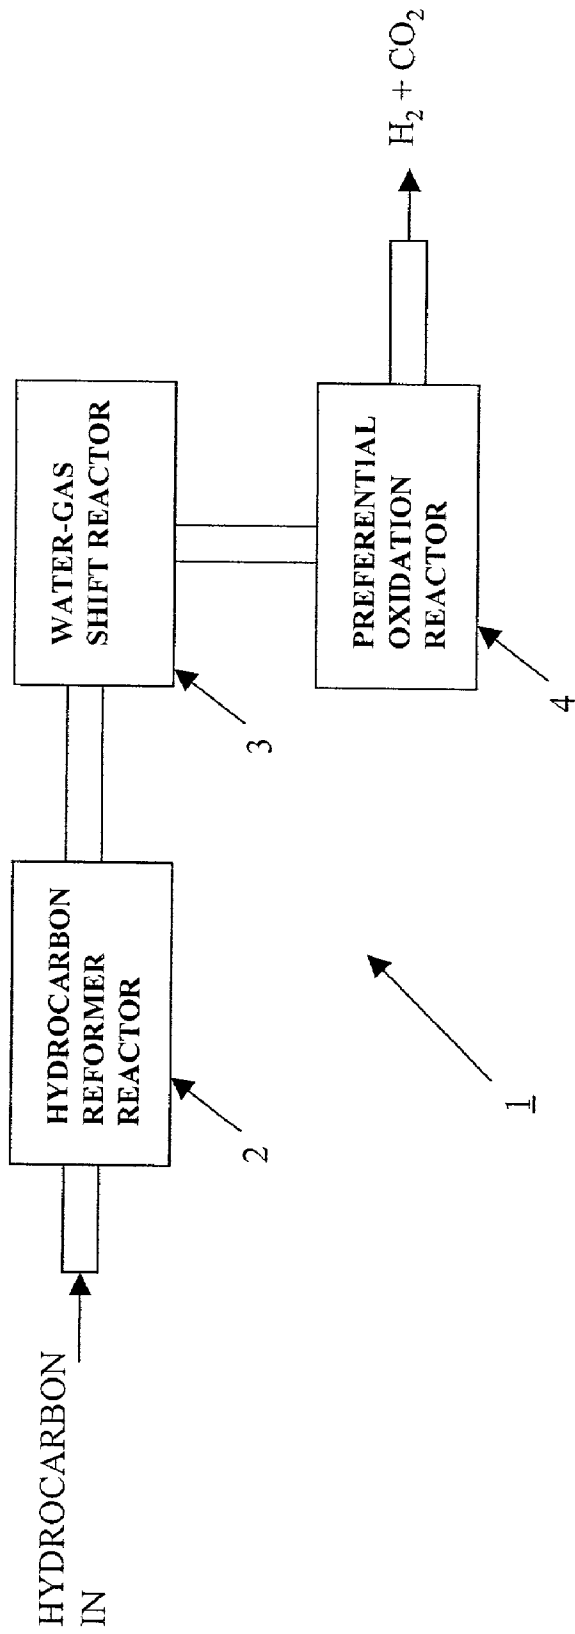 HYDROCARBON
IN
HYDROCARBON
REFORMER
REACTOR
2
WATER-GAS
SHIFT REACTOR
3
PREFERENTIAL
OXIDATION
REACTOR
4
H₂ + CO₂
1